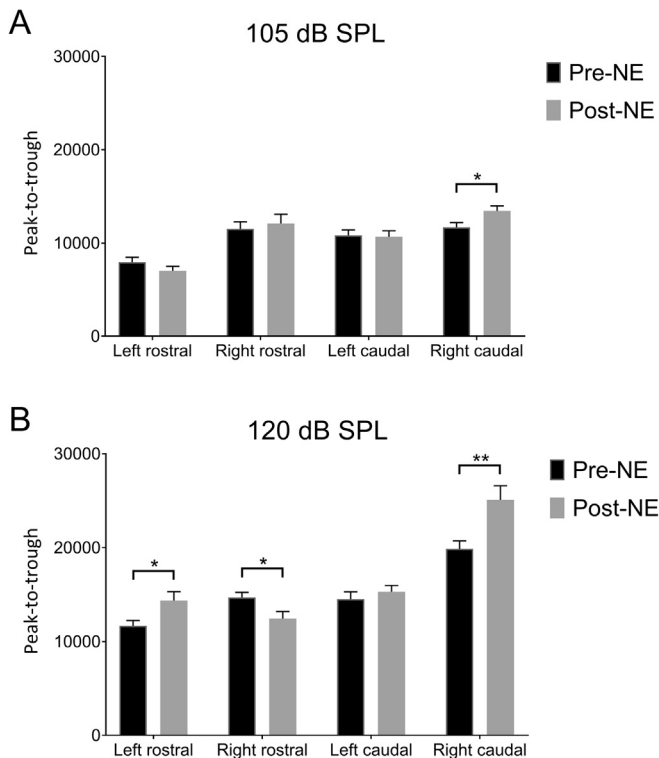 A
105 dB SPL
30000
20000
10000
0
Peak-to-trough
Pre-NE
Post-NE
*
Left rostral
Right rostral
Left caudal
Right caudal
B
120 dB SPL
30000
20000
10000
0
Peak-to-trough
Pre-NE
Post-NE
*
*
**
Left rostral
Right rostral
Left caudal
Right caudal